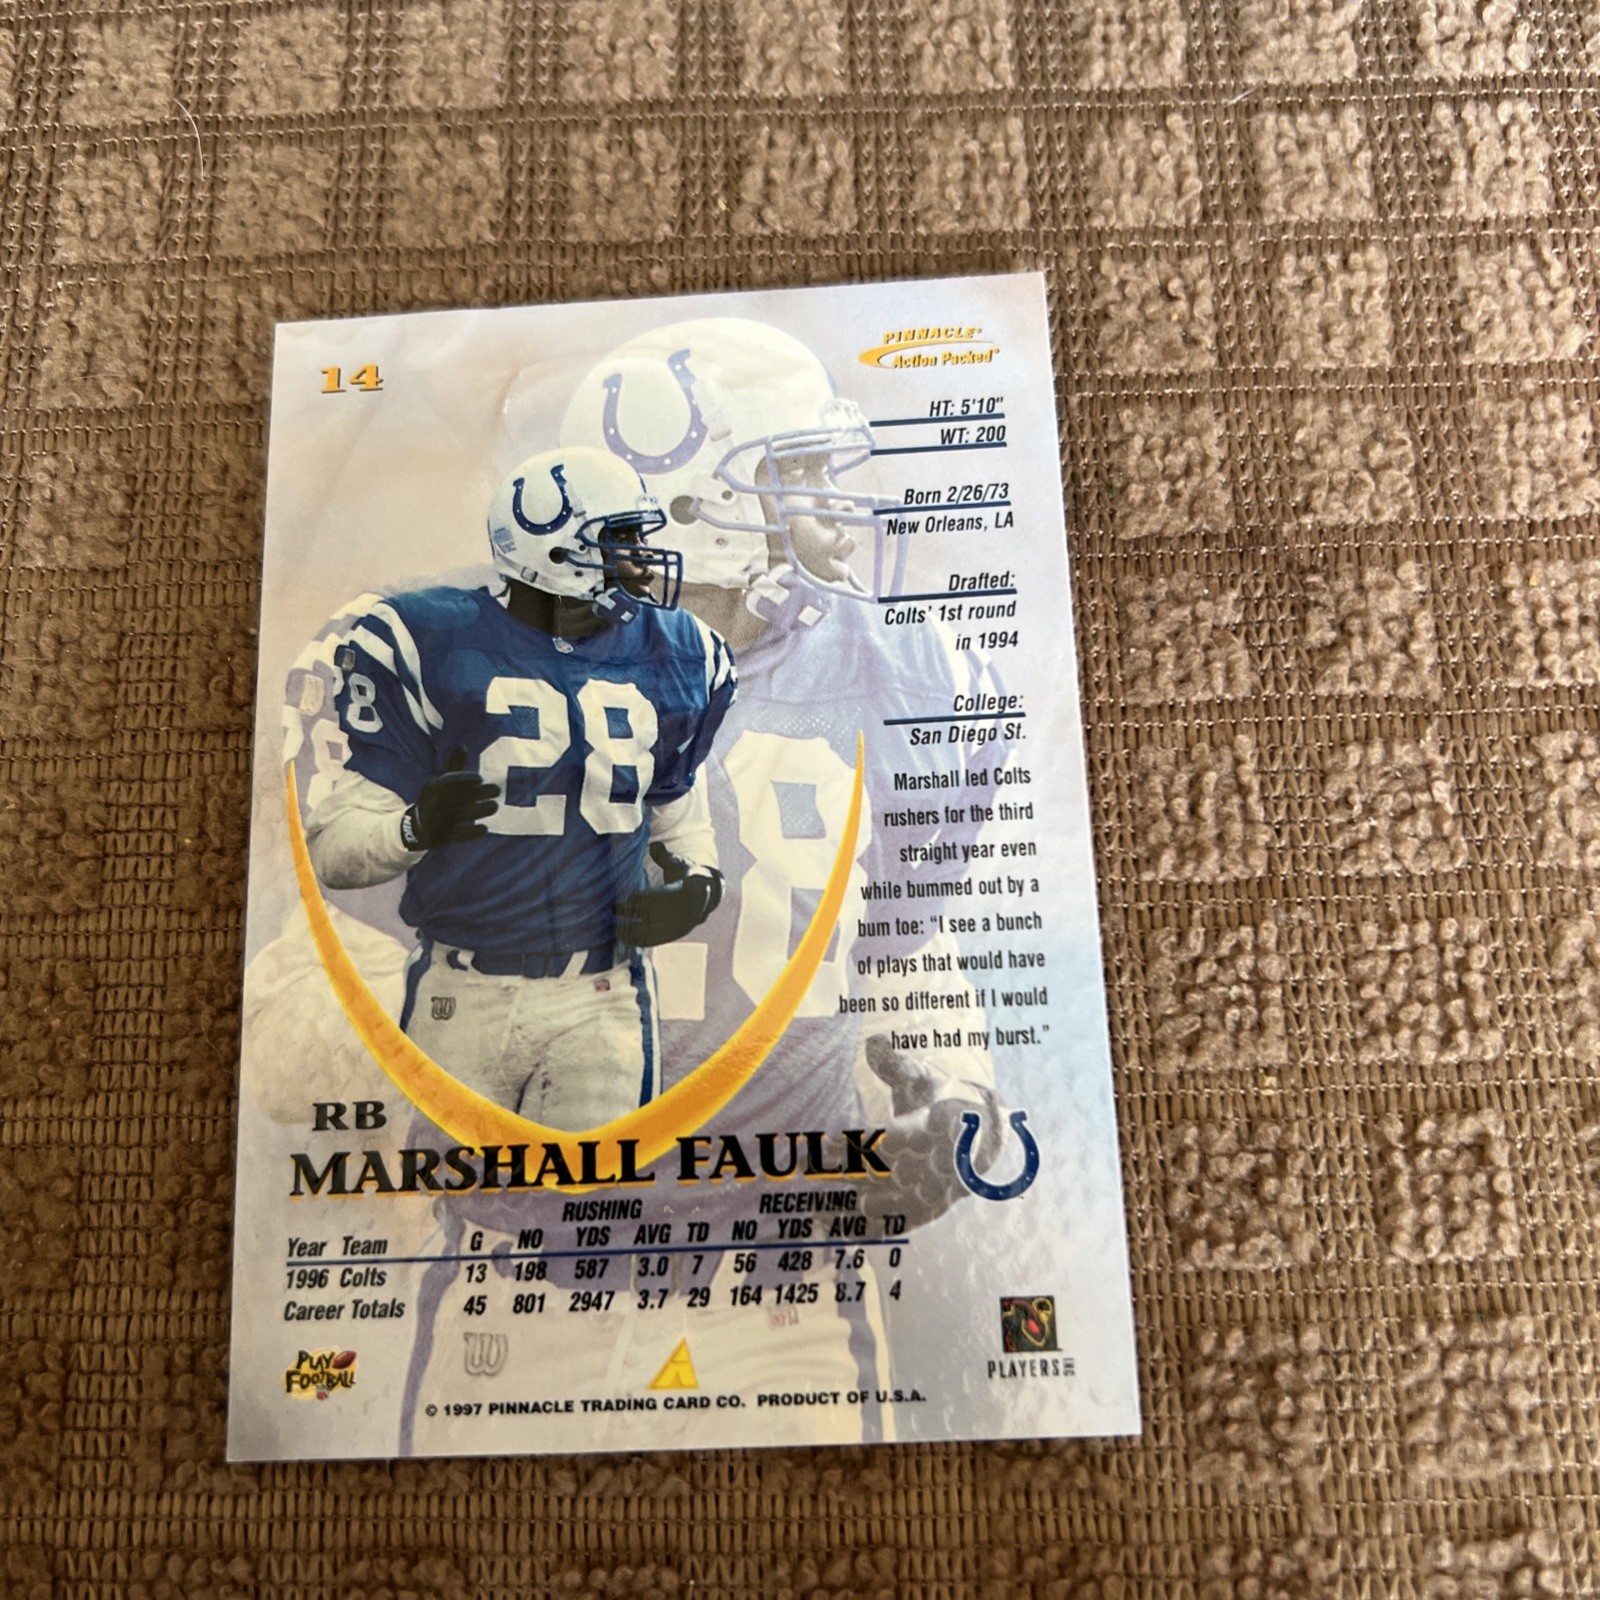 14
PINNACLE®
Action Packed®
HT: 5'10"
WT: 200
Born 2/26/73
New Orleans, LA
Drafted:
Colts' 1st round
in 1994
College:
San Diego St.
Marshall led Colts
rushers for the third
straight year even
while bummed out by a
bum toe: "I see a bunch
of plays that would have
been so different if I would
have had my burst."
28
8
RB
MARSHALL FAULK
RUSHING RECEIVING
Year Team G NO YDS AVG TD NO YDS AVG TD
1996 Colts 13 198 587 3.0 7 56 428 7.6 0
Career Totals 45 801 2947 3.7 29 164 1425 8.7 4
PLAY
FOOTBALL
PLAYERS INC
© 1997 PINNACLE TRADING CARD CO. PRODUCT OF U.S.A.